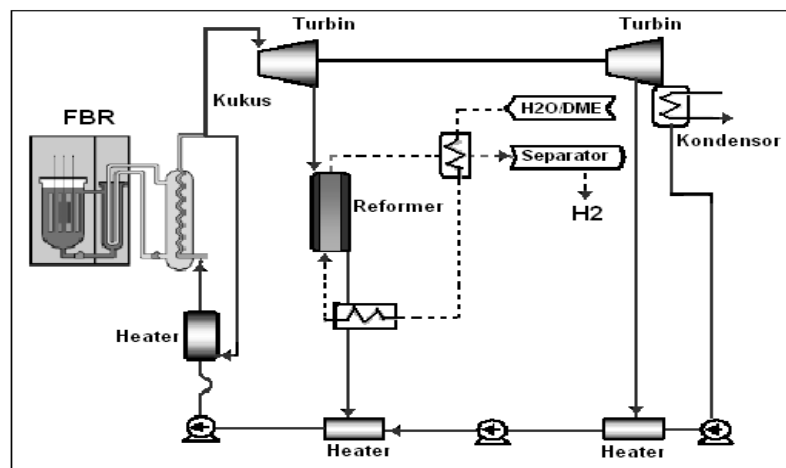 Turbin
Turbin
Kukus
H2O/DME
FBR
Kondensor
Separator
Reformer
H2
Heater
Heater
Heater